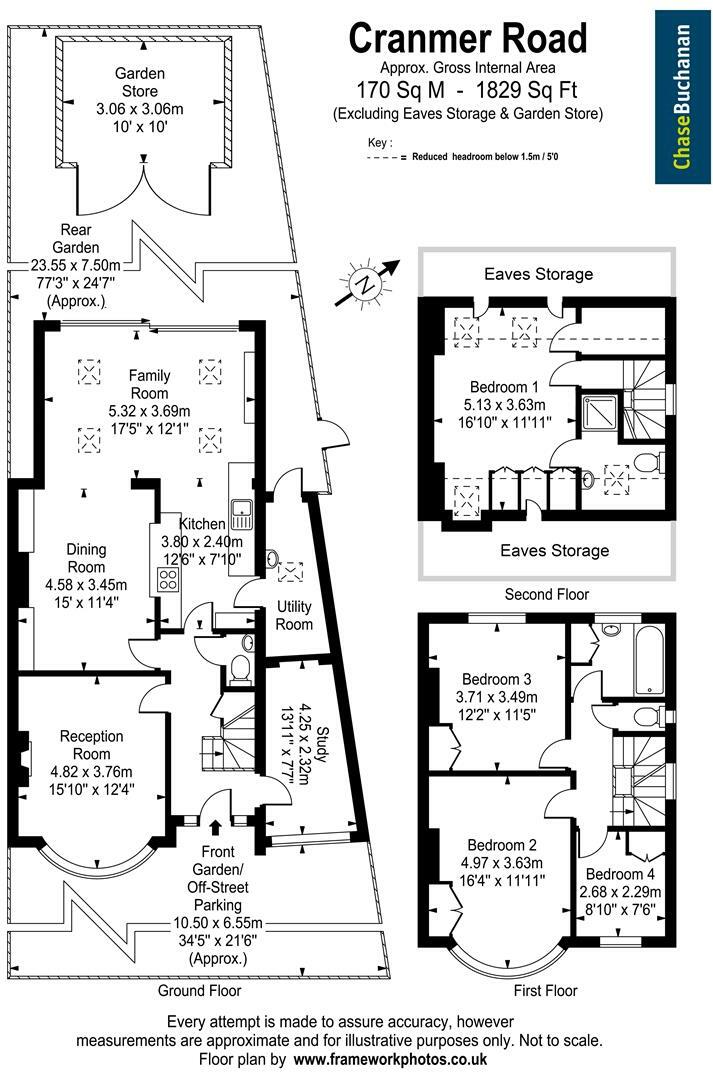 Cranmer Road
Approx. Gross Internal Area
170 Sq M - 1829 Sq Ft
(Excluding Eaves Storage & Garden Store)
Key :
= Reduced headroom below 1.5m / 5'0
ChaseBuchanan
Garden
Store
3.06 x 3.06m
10' x 10'
Rear
Garden
23.55 x 7.50m
77'3" x 24'7"
(Approx.)
N
Family
Room
5.32 x 3.69m
17'5" x 12'1"
Kitchen
3.80 x 2.40m
12'6" x 7'10"
Dining
Room
4.58 x 3.45m
15' x 11'4"
Utility
Room
Reception
Room
4.82 x 3.76m
15'10" x 12'4"
Study
4.25 x 2.32m
13'11" x 7'7"
Front
Garden/
Off-Street
Parking
10.50 x 6.55m
34'5" x 21'6"
(Approx.)
Ground Floor
Eaves Storage
Bedroom 1
5.13 x 3.63m
16'10" x 11'11"
Eaves Storage
Second Floor
Bedroom 3
3.71 x 3.49m
12'2" x 11'5"
Bedroom 2
4.97 x 3.63m
16'4" x 11'11"
Bedroom 4
2.68 x 2.29m
8'10" x 7'6"
First Floor
Every attempt is made to assure accuracy, however
measurements are approximate and for illustrative purposes only. Not to scale.
Floor plan by www.frameworkphotos.co.uk